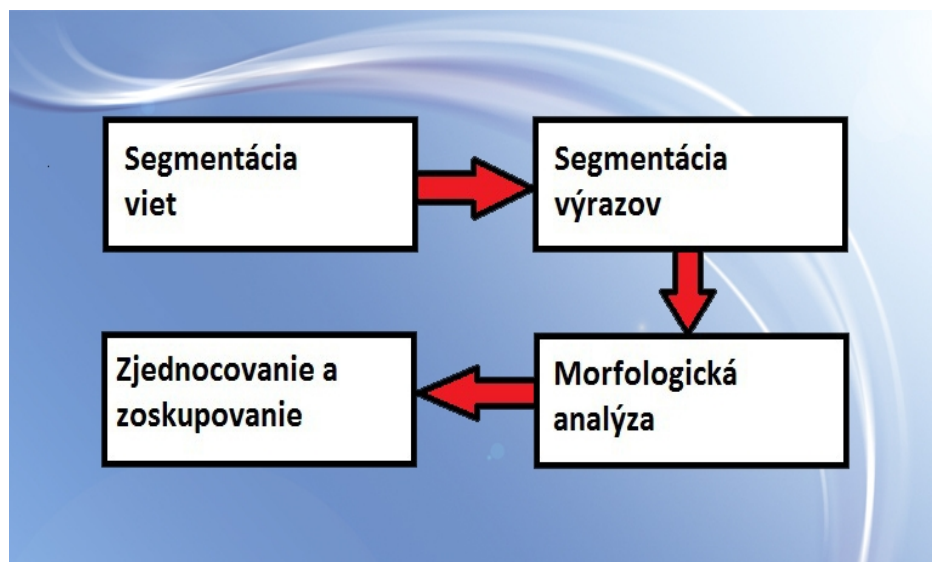 Segmentácia
viet
Segmentácia
výrazov
Morfologická
analýza
Zjednocovanie a
zoskupovanie